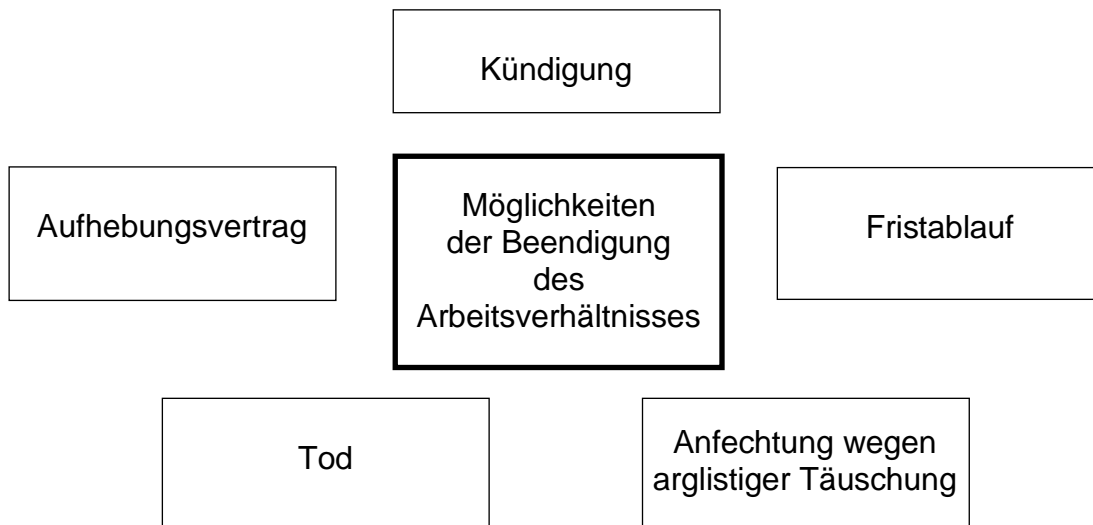 Kündigung
Aufhebungsvertrag
Möglichkeiten
der Beendigung
des
Arbeitsverhältnisses
Fristablauf
Tod
Anfechtung wegen
arglistiger Täuschung